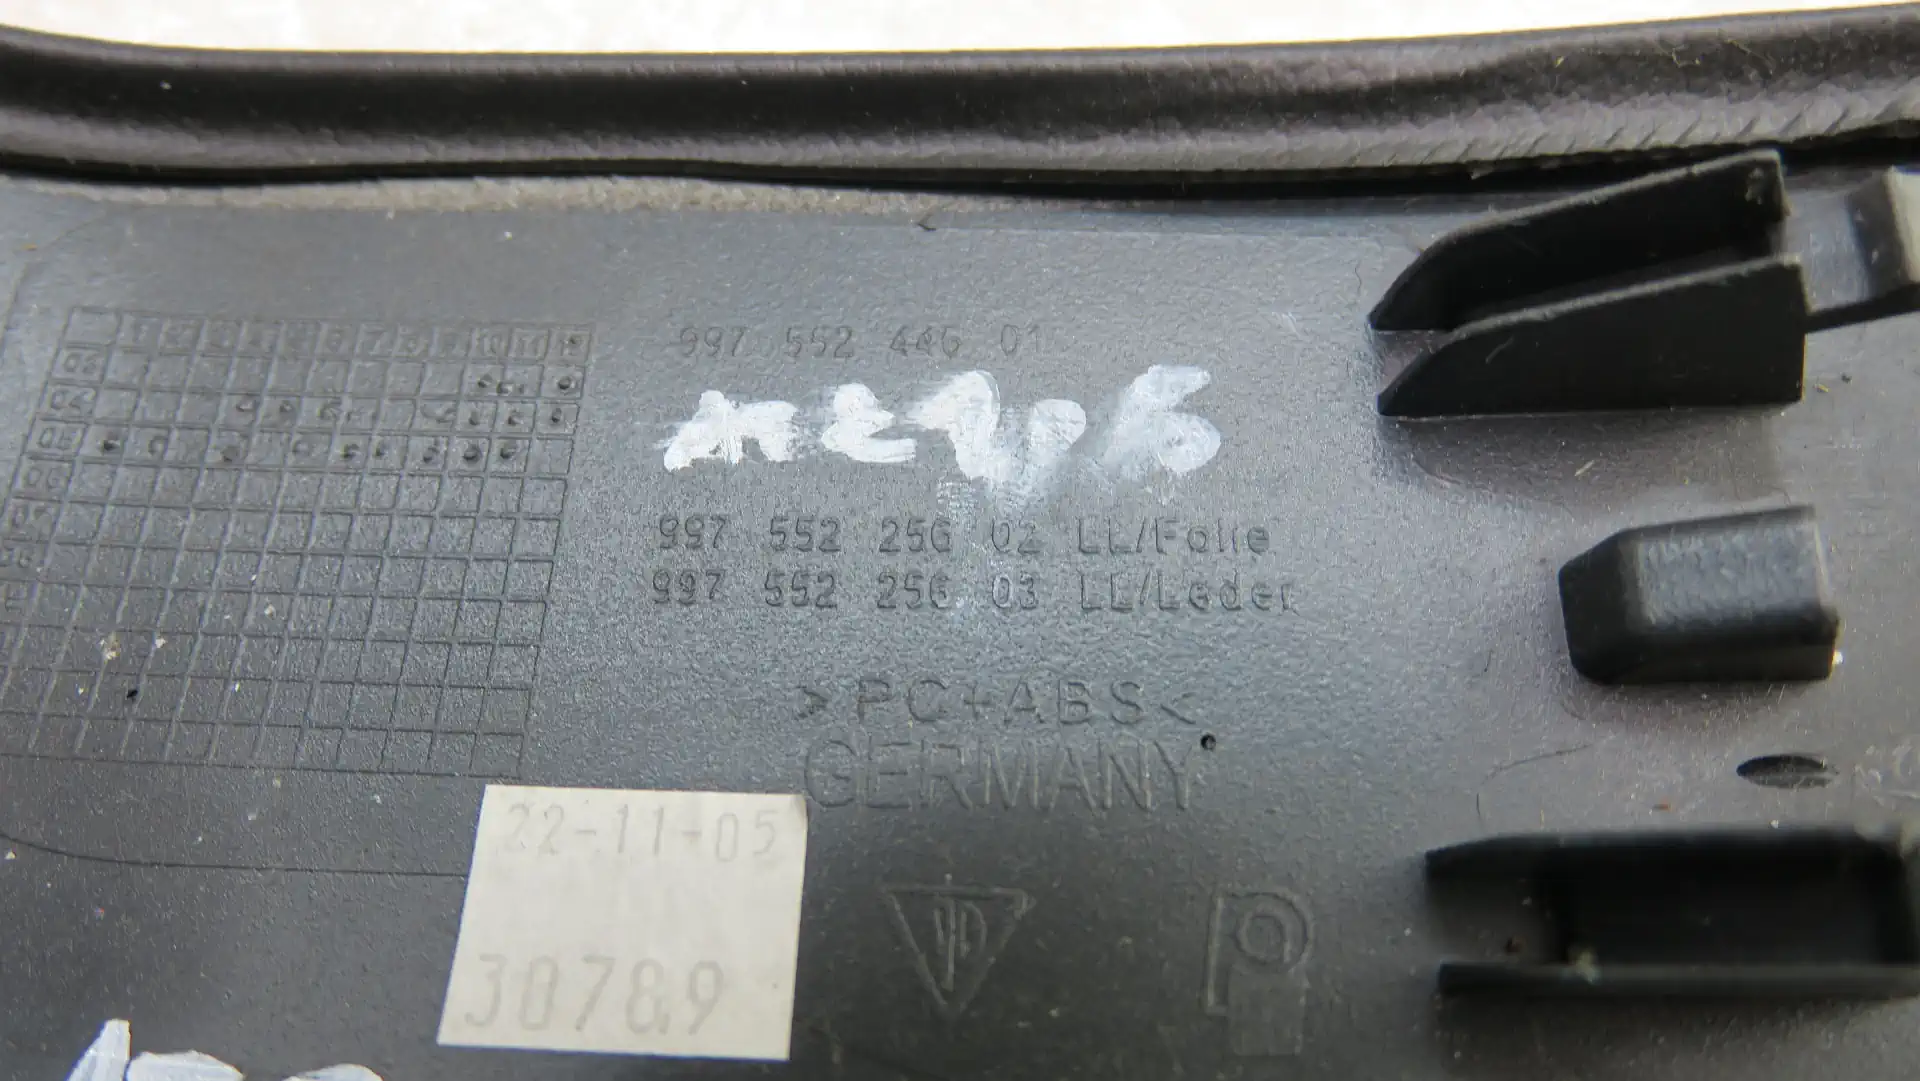 997 552 446 01
997 552 256 02 LL/Folie
997 552 256 03 LL/Leder
>PC+ABS<
GERMANY
22-11-05
38789